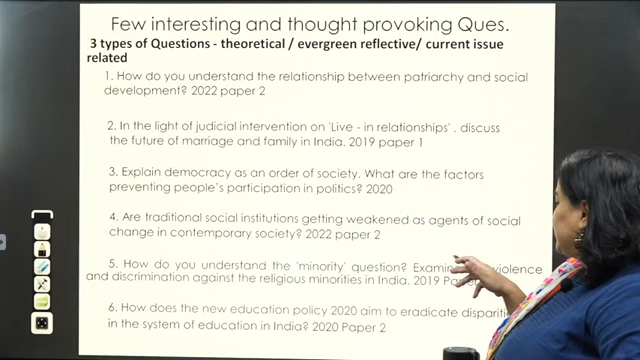 Few interesting and thought provoking Ques.
3 types of Questions - theoretical / evergreen reflective/ current issue
related
1. How do you understand the relationship between patriarchy and social
development? 2022 paper 2
2. In the light of judicial intervention on 'Live - in relationships' , discuss
the future of marriage and family in India. 2019 paper 1
3. Explain democracy as an order of society. What are the factors
preventing people's participation in politics? 2020
4. Are traditional social institutions getting weakened as agents of social
change in contemporary society? 2022 paper 2
5. How do you understand the 'minority' question? violence
and discrimination against the religious minorities in India. 2019
6. How does the new education policy 2020 aim to eradicate
in the system of education in India? 2020 Paper 2